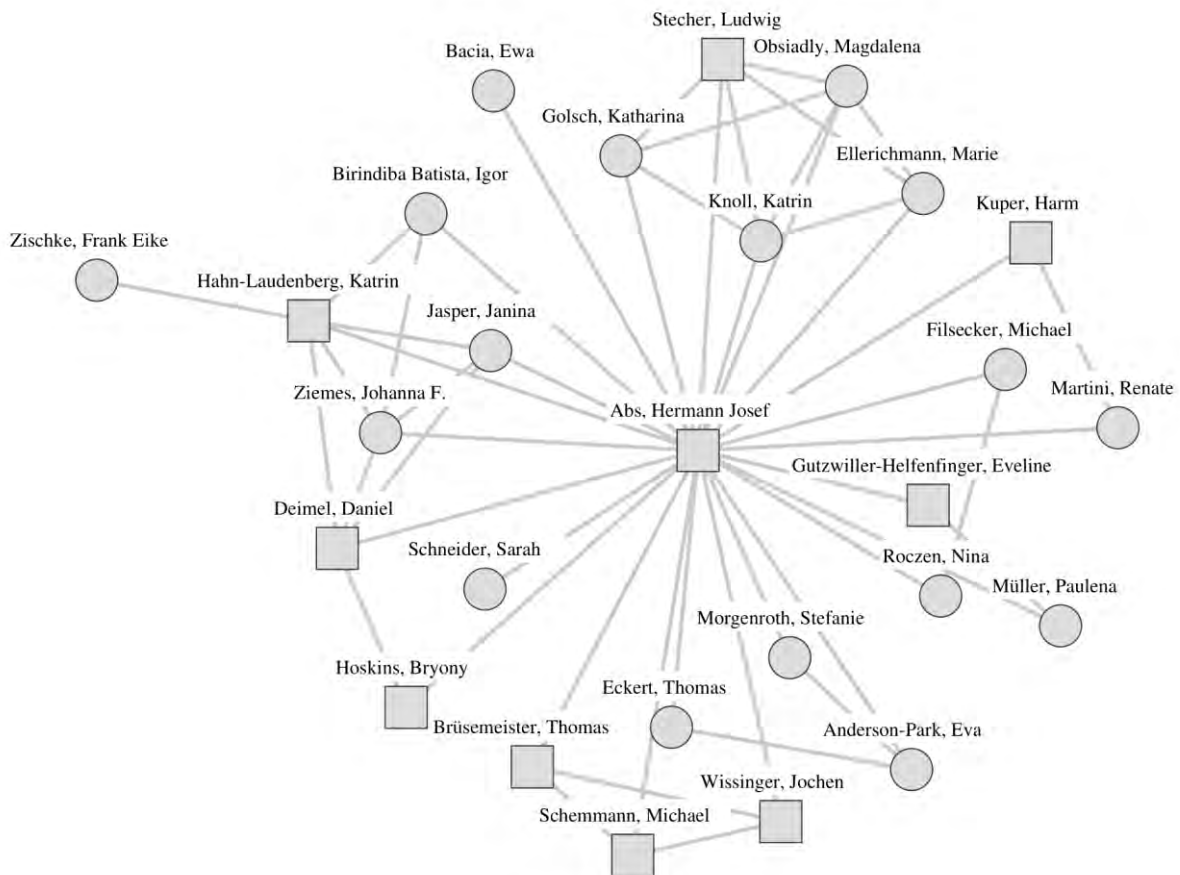 Stecher, Ludwig
Obsiadly, Magdalena
Bacia, Ewa
Golsch, Katharina
Ellerichmann, Marie
Birindiba Batista, Igor
Knoll, Katrin
Kuper, Harm
Zischke, Frank Eike
Hahn-Laudenberg, Katrin
Jasper, Janina
Filsecker, Michael
Ziemes, Johanna F.
Martini, Renate
Abs, Hermann Josef
Gutzwiller-Helfenfinger, Eveline
Deimel, Daniel
Schneider, Sarah
Roczen, Nina
Müller, Paulena
Morgenroth, Stefanie
Hoskins, Bryony
Eckert, Thomas
Brüsemeister, Thomas
Anderson-Park, Eva
Wissinger, Jochen
Schemmann, Michael